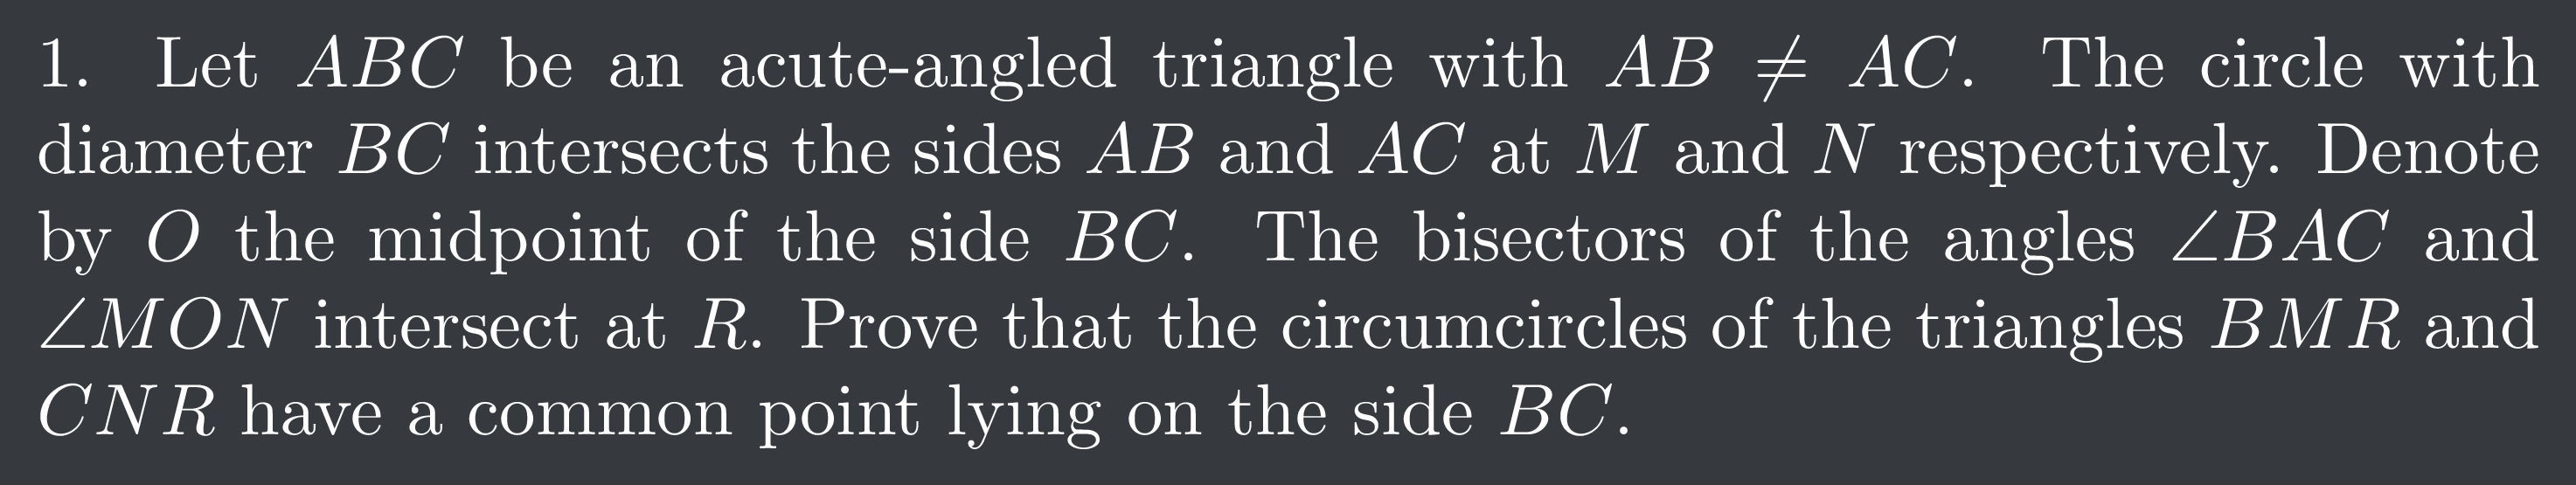 1. Let ABC be an acute-angled triangle with AB ≠ AC. The circle with
diameter BC intersects the sides AB and AC at M and N respectively. Denote
by O the midpoint of the side BC. The bisectors of the angles ∠BAC and
∠MON intersect at R. Prove that the circumcircles of the triangles BMR and
CNR have a common point lying on the side BC.